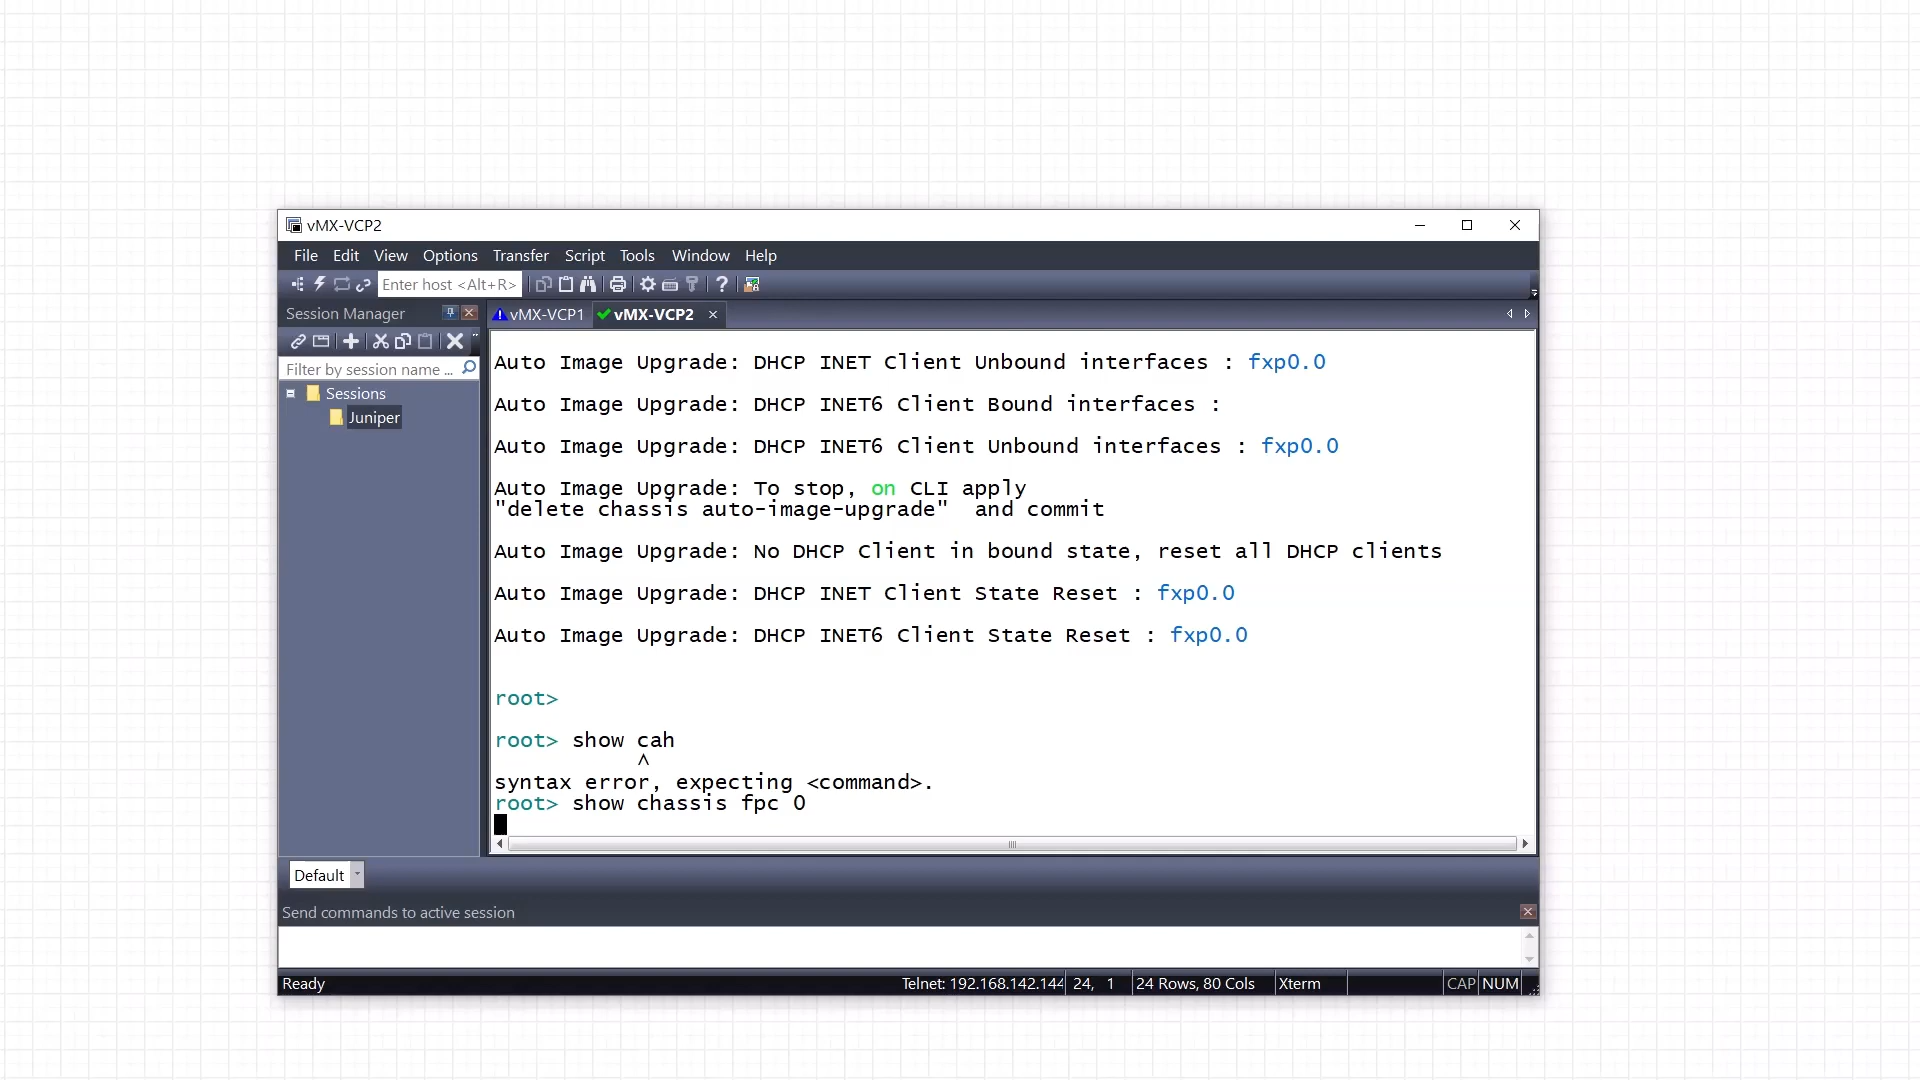 vMX-VCP2
File Edit View Options Transfer Script Tools Window Help
Enter host <Alt+R>
Session Manager
vMX-VCP1
vMX-VCP2
Filter by session name ...
Sessions
Juniper
Auto Image Upgrade: DHCP INET Client Unbound interfaces : fxp0.0
Auto Image Upgrade: DHCP INET6 Client Bound interfaces :
Auto Image Upgrade: DHCP INET6 Client Unbound interfaces : fxp0.0
Auto Image Upgrade: To stop, on CLI apply
"delete chassis auto-image-upgrade"  and commit
Auto Image Upgrade: No DHCP Client in bound state, reset all DHCP clients
Auto Image Upgrade: DHCP INET Client State Reset : fxp0.0
Auto Image Upgrade: DHCP INET6 Client State Reset : fxp0.0
root>
root> show cah
^
syntax error, expecting <command>.
root> show chassis fpc 0
Default
Send commands to active session
Ready Telnet: 192.168.142.144 24, 1 24 Rows, 80 Cols Xterm CAP NUM